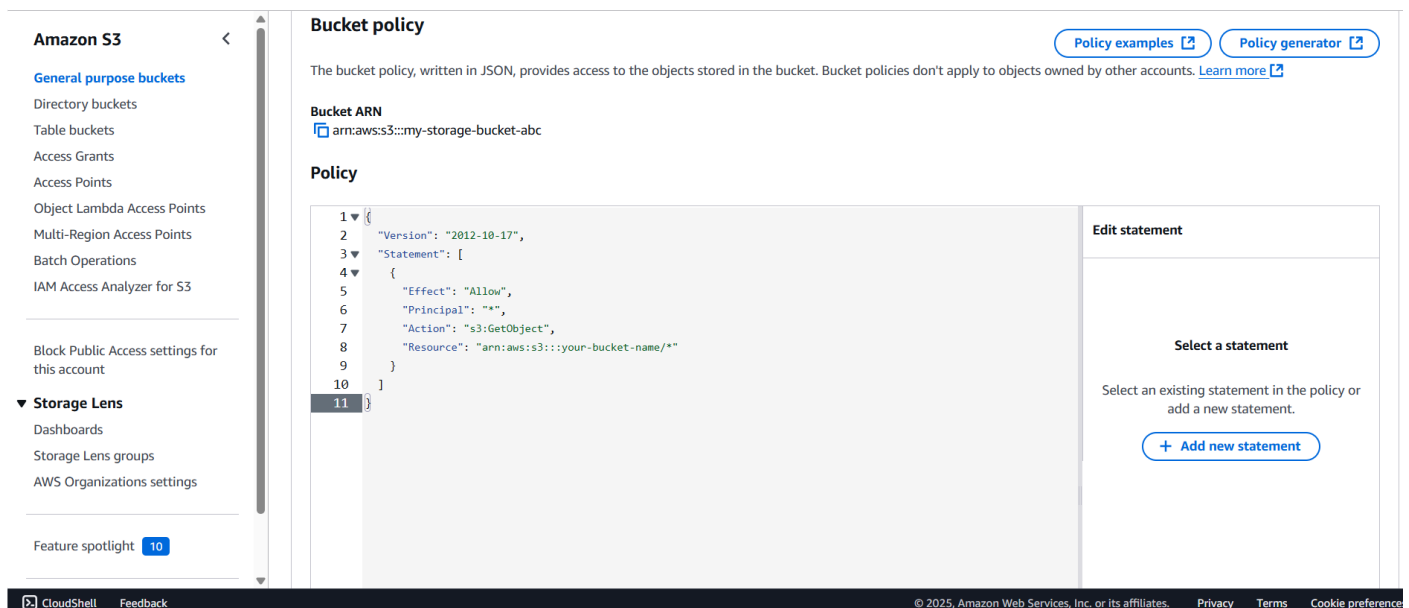 Amazon S3
General purpose buckets
Directory buckets
Table buckets
Access Grants
Access Points
Object Lambda Access Points
Multi-Region Access Points
Batch Operations
IAM Access Analyzer for S3
Block Public Access settings for
this account
Storage Lens
Dashboards
Storage Lens groups
AWS Organizations settings
Feature spotlight 10
Bucket policy
Policy examples
Policy generator
The bucket policy, written in JSON, provides access to the objects stored in the bucket. Bucket policies don't apply to objects owned by other accounts. Learn more
Bucket ARN
arn:aws:s3:::my-storage-bucket-abc
Policy
1 {
2 "Version": "2012-10-17",
3 "Statement": [
4 {
5 "Effect": "Allow",
6 "Principal": "*",
7 "Action": "s3:GetObject",
8 "Resource": "arn:aws:s3:::your-bucket-name/*"
9 }
10 ]
11 }
Edit statement
Select a statement
Select an existing statement in the policy or
add a new statement.
+ Add new statement
CloudShell Feedback © 2025, Amazon Web Services, Inc. or its affiliates. Privacy Terms Cookie preferences